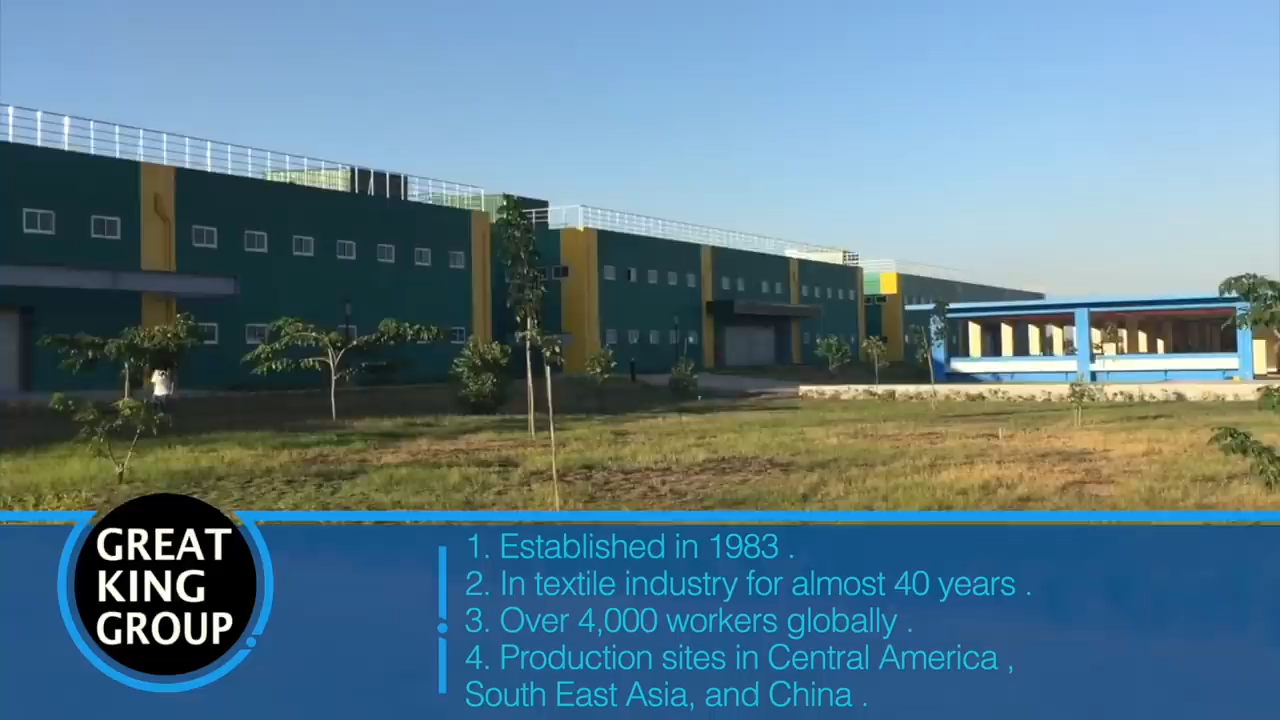 GREAT
KING
GROUP
1. Established in 1983 .
2. In textile industry for almost 40 years .
3. Over 4,000 workers globally .
4. Production sites in Central America ,
South East Asia, and China .